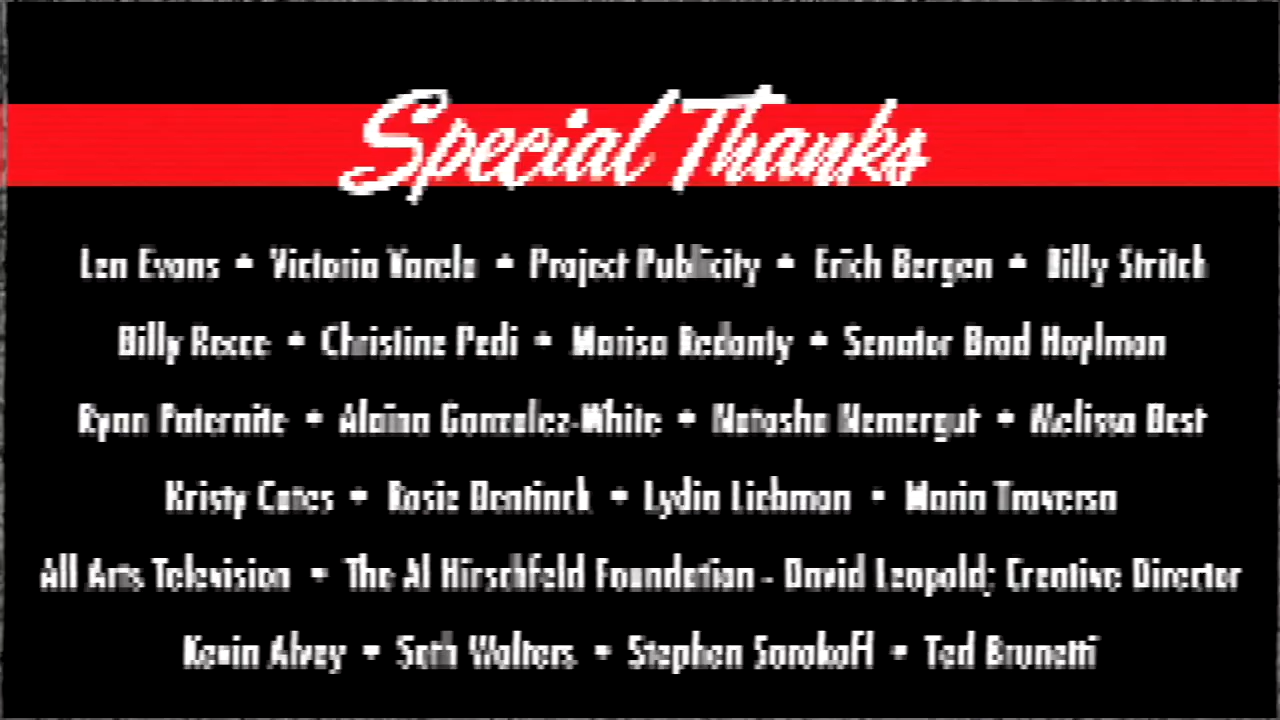 Special Thanks
Len Evans • Victoria Varela • Project Publicity • Erich Bergen • Billy Stritch
Billy Recce • Christine Pedi • Marisa Redanty • Senator Brad Hoylman
Ryan Paternite • Alaina Gonzalez-White • Natasha Nemergut • Melissa Best
Kristy Cates • Rosie Bentinck • Lydia Liebman • Maria Traversa
All Arts Television • The Al Hirschfeld Foundation - David Leopold; Creative Director
Kevin Alvey • Seth Walters • Stephen Sorokoff • Ted Brunetti